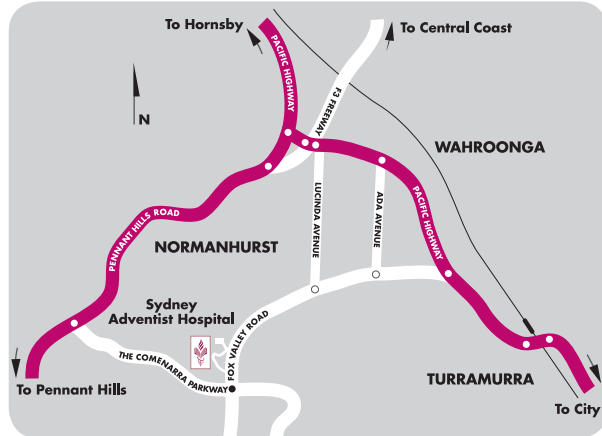 To Hornsby
To Central Coast
PACIFIC HIGHWAY
F3 FREEWAY
N
WAHROONGA
PENNANT HILLS ROAD
LUCINDA AVENUE
ADA AVENUE
PACIFIC HIGHWAY
NORMANHURST
Sydney
Adventist Hospital
FOX VALLEY ROAD
THE COMENARRA PARKWAY
To Pennant Hills
TURRAMURRA
To City